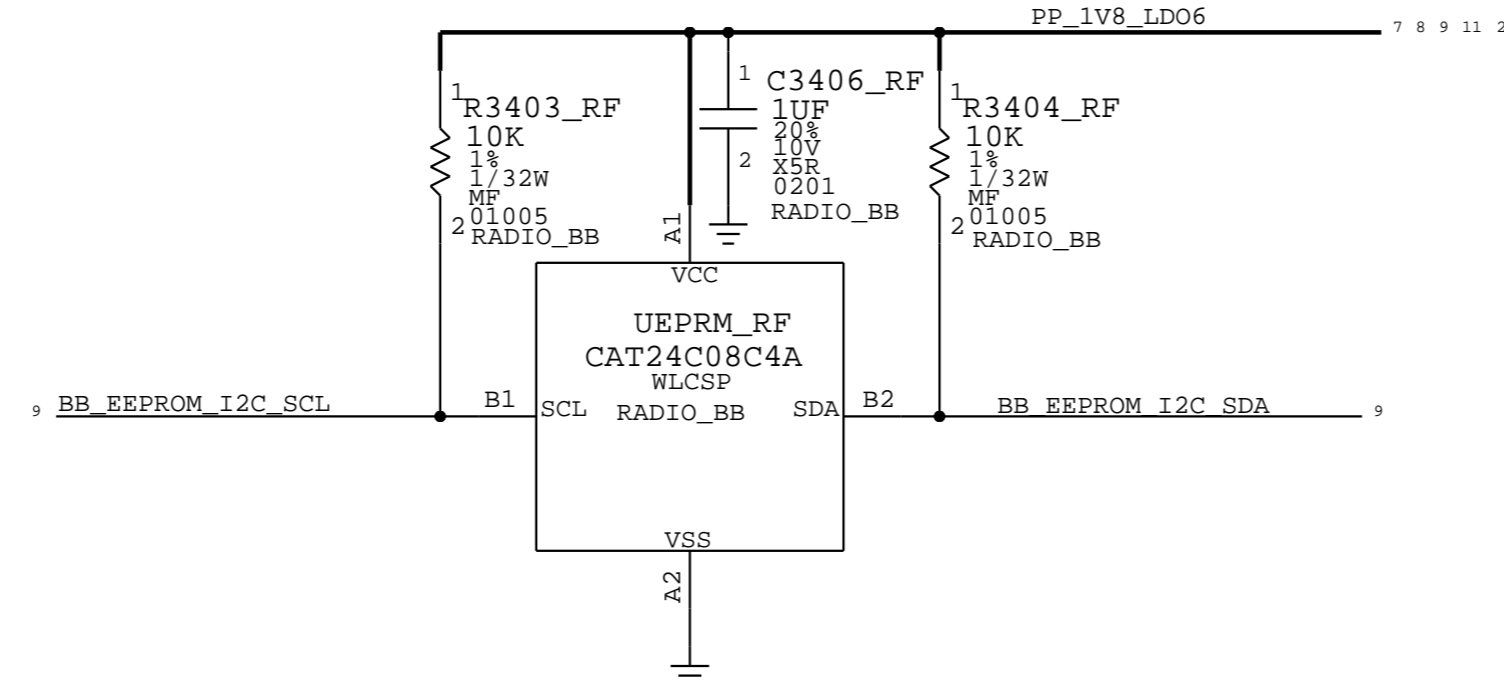 PP_1V8_LDO6
7 8 9 11 2
1
C3406_RF
1UF
20%
10V
X5R
0201
RADIO_BB
2
1
R3403_RF
10K
1%
1/32W
MF
01005
RADIO_BB
2
1
R3404_RF
10K
1%
1/32W
MF
01005
RADIO_BB
2
A1
VCC
UEPRM_RF
CAT24C08C4A
WLCSP
RADIO_BB
9 BB_EEPROM_I2C_SCL
B1
SCL
SDA
B2
BB_EEPROM_I2C_SDA 9
VSS
A2